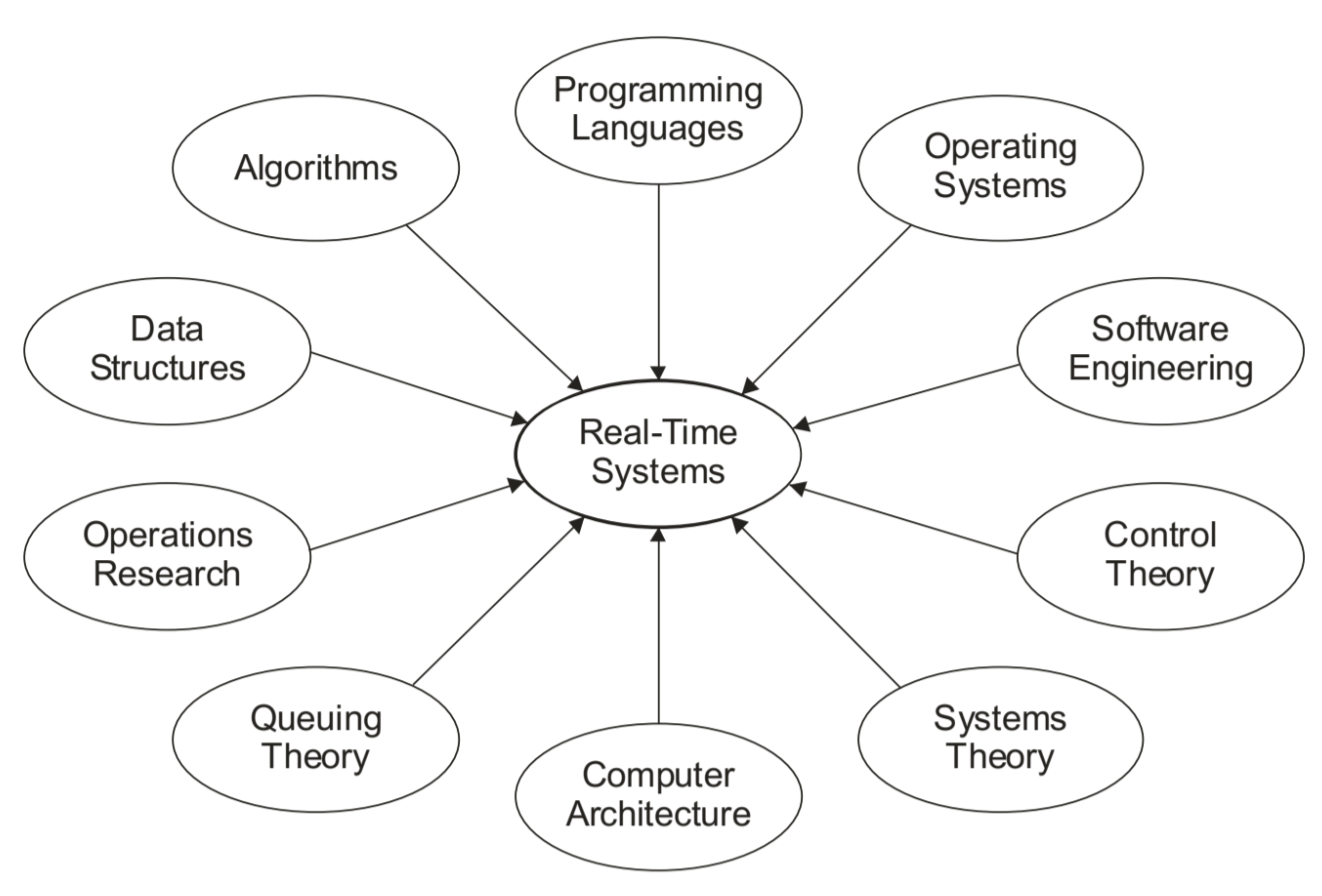 Programming
Languages
Algorithms
Operating
Systems
Data
Structures
Software
Engineering
Real-Time
Systems
Operations
Research
Control
Theory
Queuing
Theory
Systems
Theory
Computer
Architecture